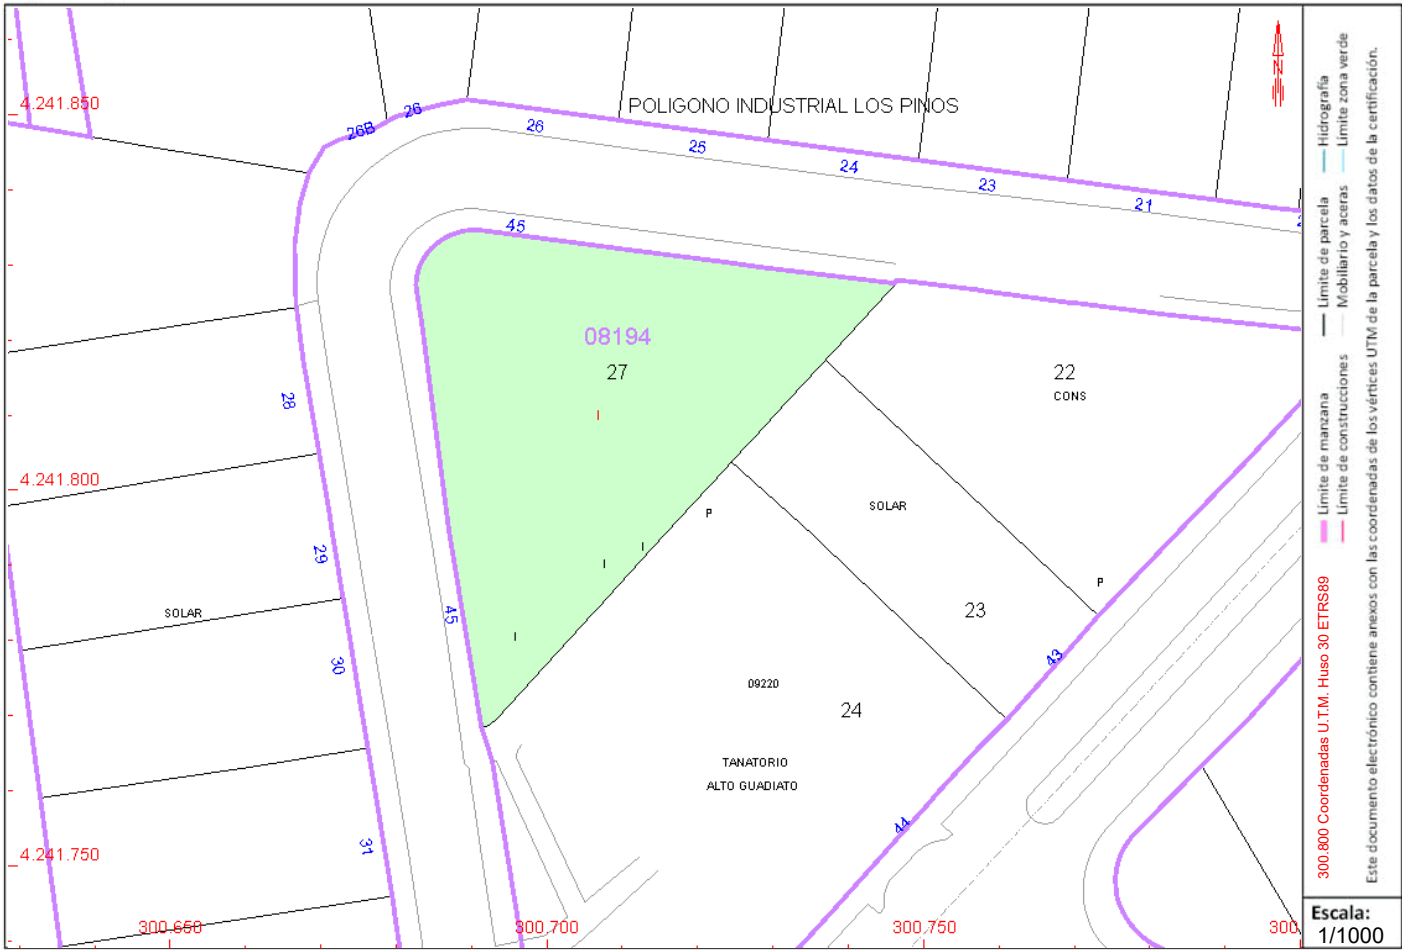 4.241.850
26B
26
POLIGONO INDUSTRIAL LOS PINOS
26
25
24
23
21
45
08194
27
22
CONS
28
4.241.800
SOLAR
P
29
P
SOLAR
45
23
30
43
09220
24
TANATORIO
ALTO GUADIATO
44
31
4.241.750
300.650
300.700
300.750
N
Hidrografía
Límite zona verde
Límite de parcela
Mobiliario y aceras
Límite de manzana
Límite de construcciones
300.800 Coordenadas U.T.M. Huso 30 ETRS89
Este documento electrónico contiene anexos con las coordenadas de los vértices UTM de la parcela y los datos de la certificación.
Escala:
1/1000